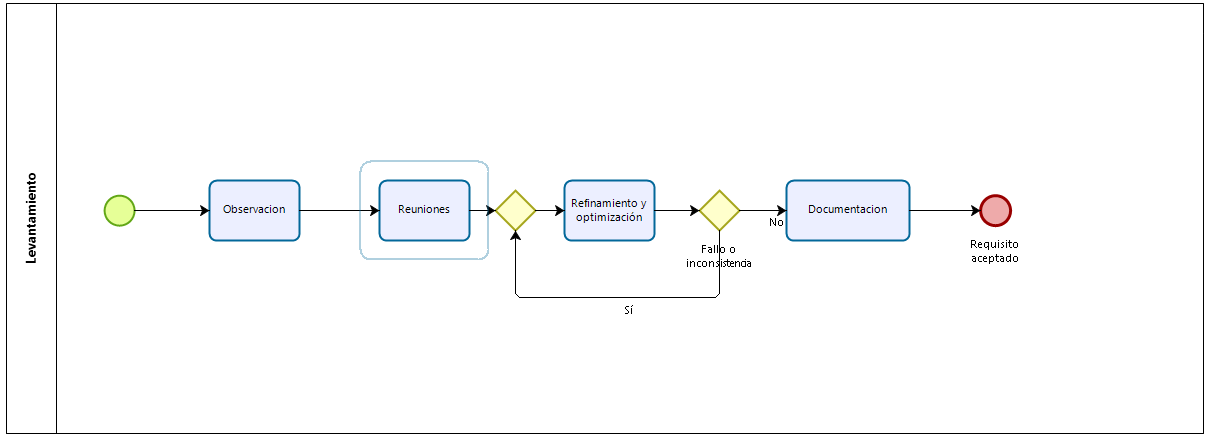 Levantamiento
Observacion
Reuniones
Refinamiento y
optimización
Fallo o
inconsistencia
No
Sí
Documentacion
Requisito
aceptado